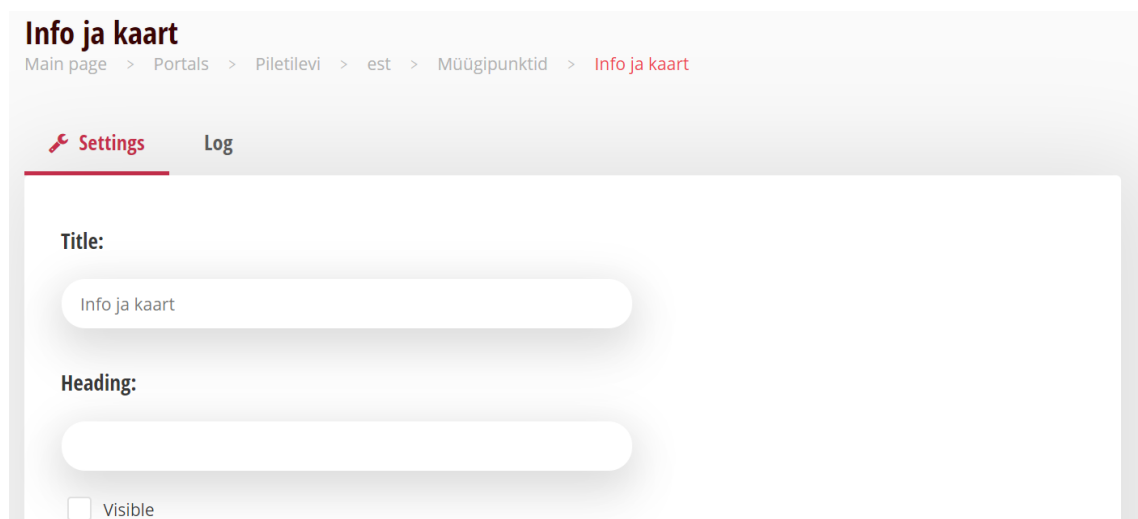 Info ja kaart
Main page > Portals > Piletilevi > est > Müügipunktid > Info ja kaart
Settings Log
Title:
Info ja kaart
Heading:
Visible